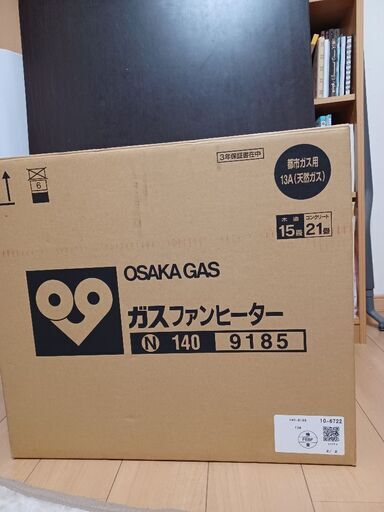 3年保証書在中
都市ガス用
13A(天然ガス)
6
木造 15畳 コンクリート 21畳
OSAKA GAS
ガスファンヒーター
N 140 9185
10-6722